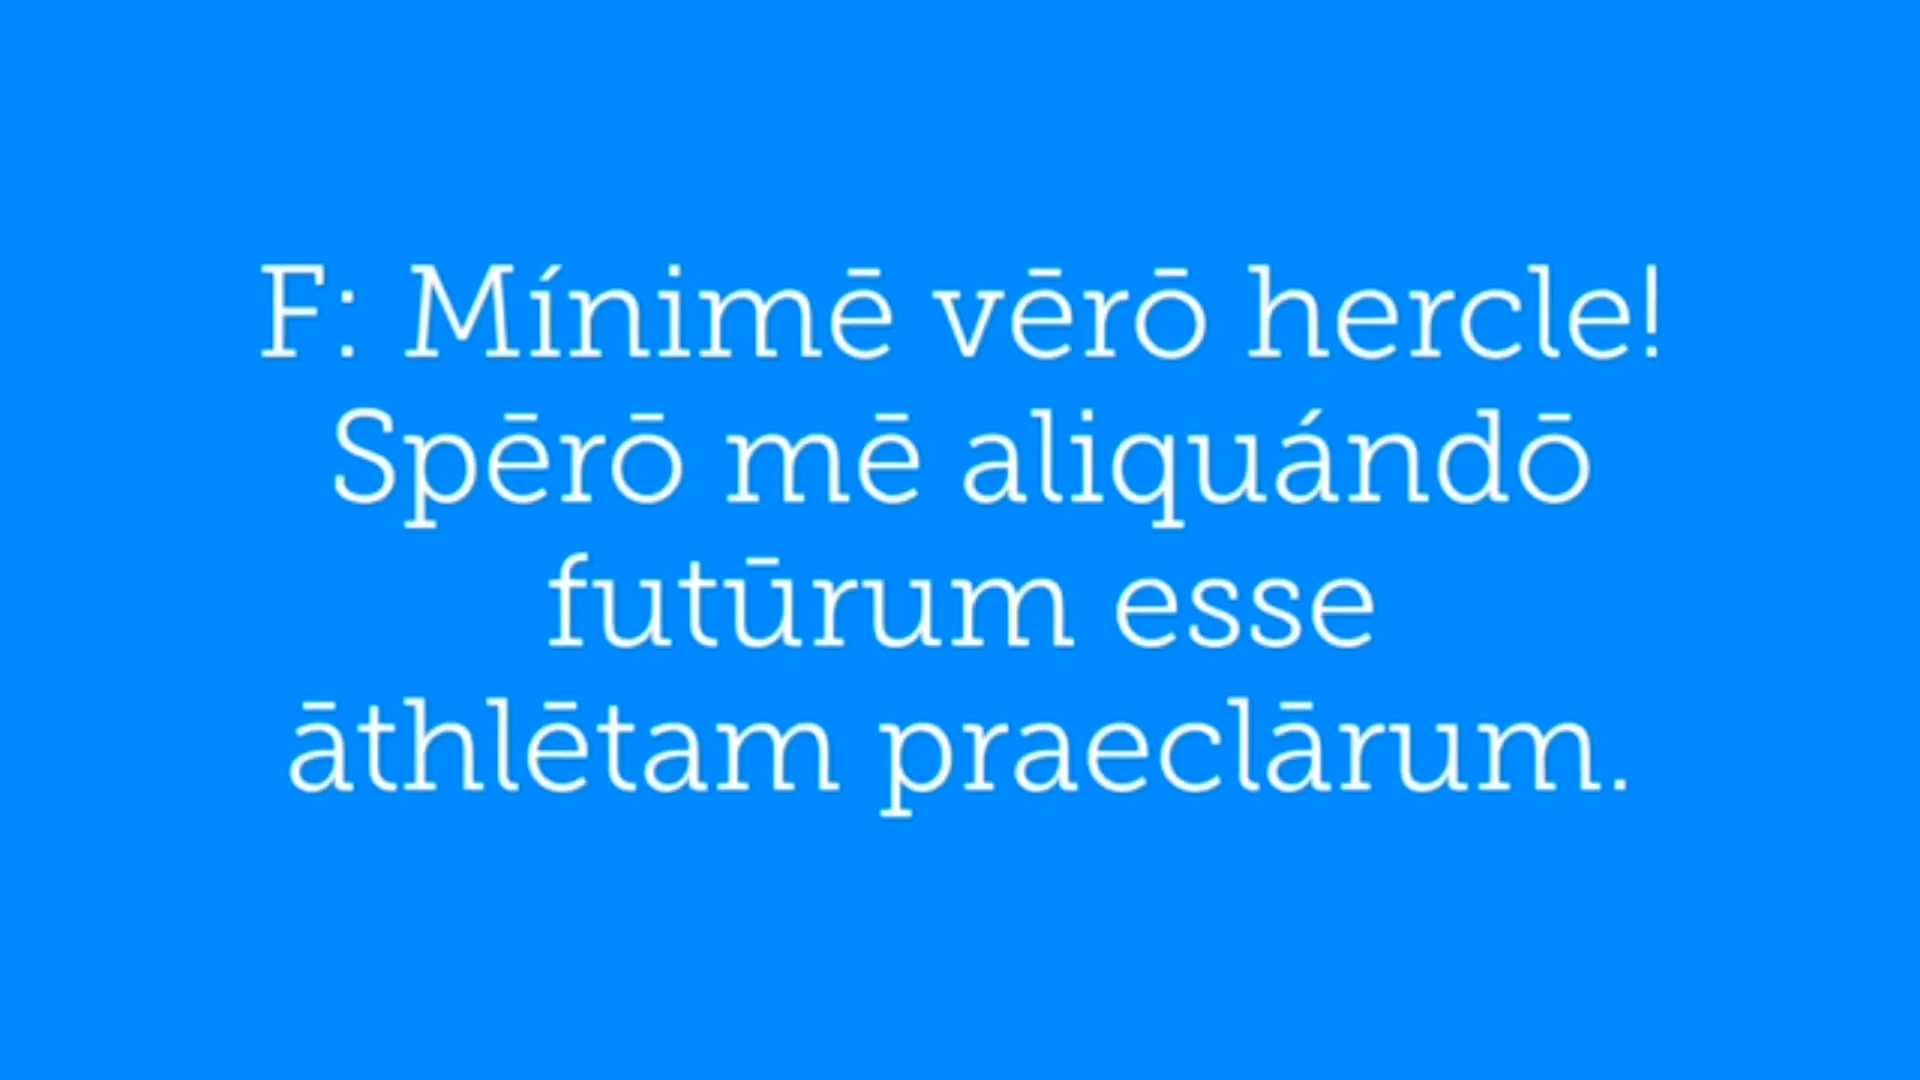 F: Mínimē vērō hercle!
Spērō mē aliquándō
futūrum esse
āthlētam praeclārum.